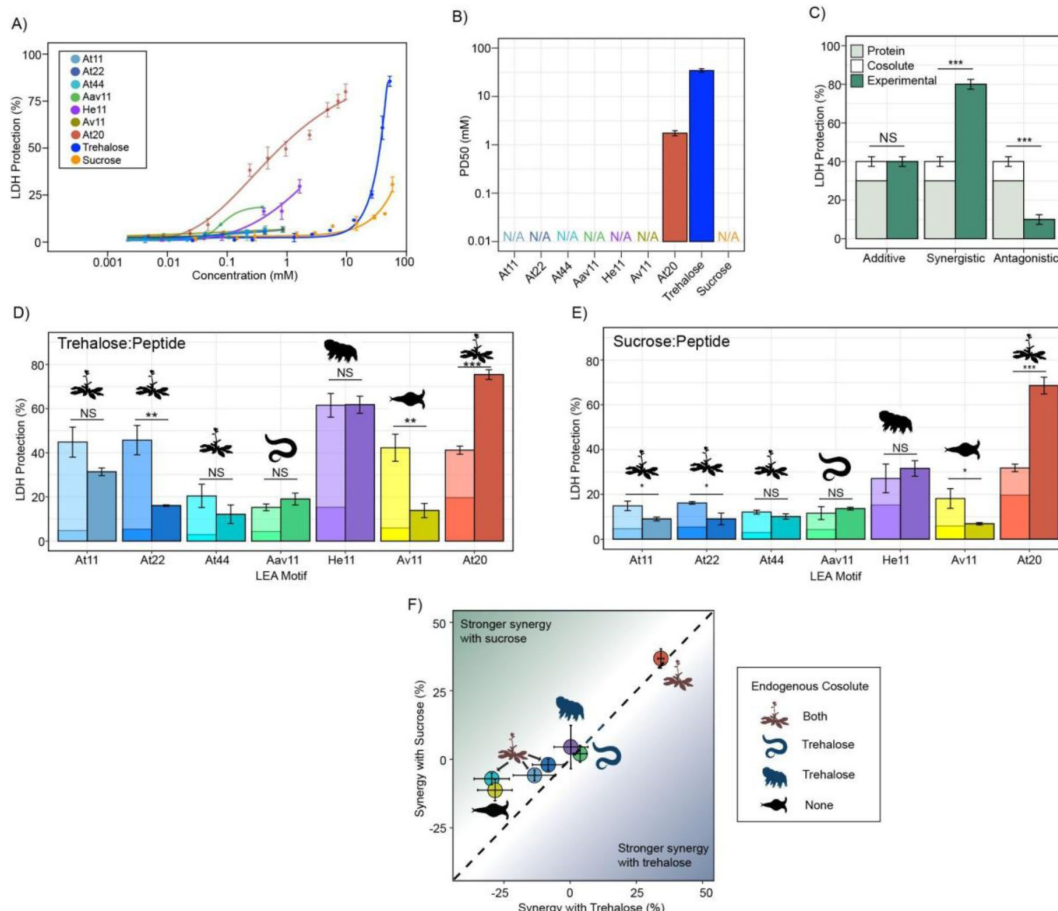 A)
LDH Protection (%)
100
75
50
25
0
At11
At22
At44
Aav11
He11
Av11
At20
Trehalose
Sucrose
0.001 0.01 0.1 1 10 100
Concentration (mM)
B)
PD50 (mM)
100
10
1
0.1
0.01
N/A N/A N/A N/A N/A N/A N/A
At11 At22 At44 Aav11 He11 Av11 At20 Trehalose Sucrose
C)
LDH Protection (%)
100
80
60
40
20
0
Protein
Cosolute
Experimental
NS *** ***
Additive Synergistic Antagonistic
D)
Trehalose:Peptide
LDH Protection (%)
80
60
40
20
0
NS ** NS NS NS ** ***
At11 At22 At44 Aav11 He11 Av11 At20
LEA Motif
E)
Sucrose:Peptide
LDH Protection (%)
80
60
40
20
0
* * NS NS NS * ***
At11 At22 At44 Aav11 He11 Av11 At20
LEA Motif
F)
Synergy with Sucrose (%)
50
25
0
-25
Stronger synergy
with sucrose
Stronger synergy
with trehalose
-25 0 25 50
Synergy with Trehalose (%)
Endogenous Cosolute
Both
Trehalose
Trehalose
None